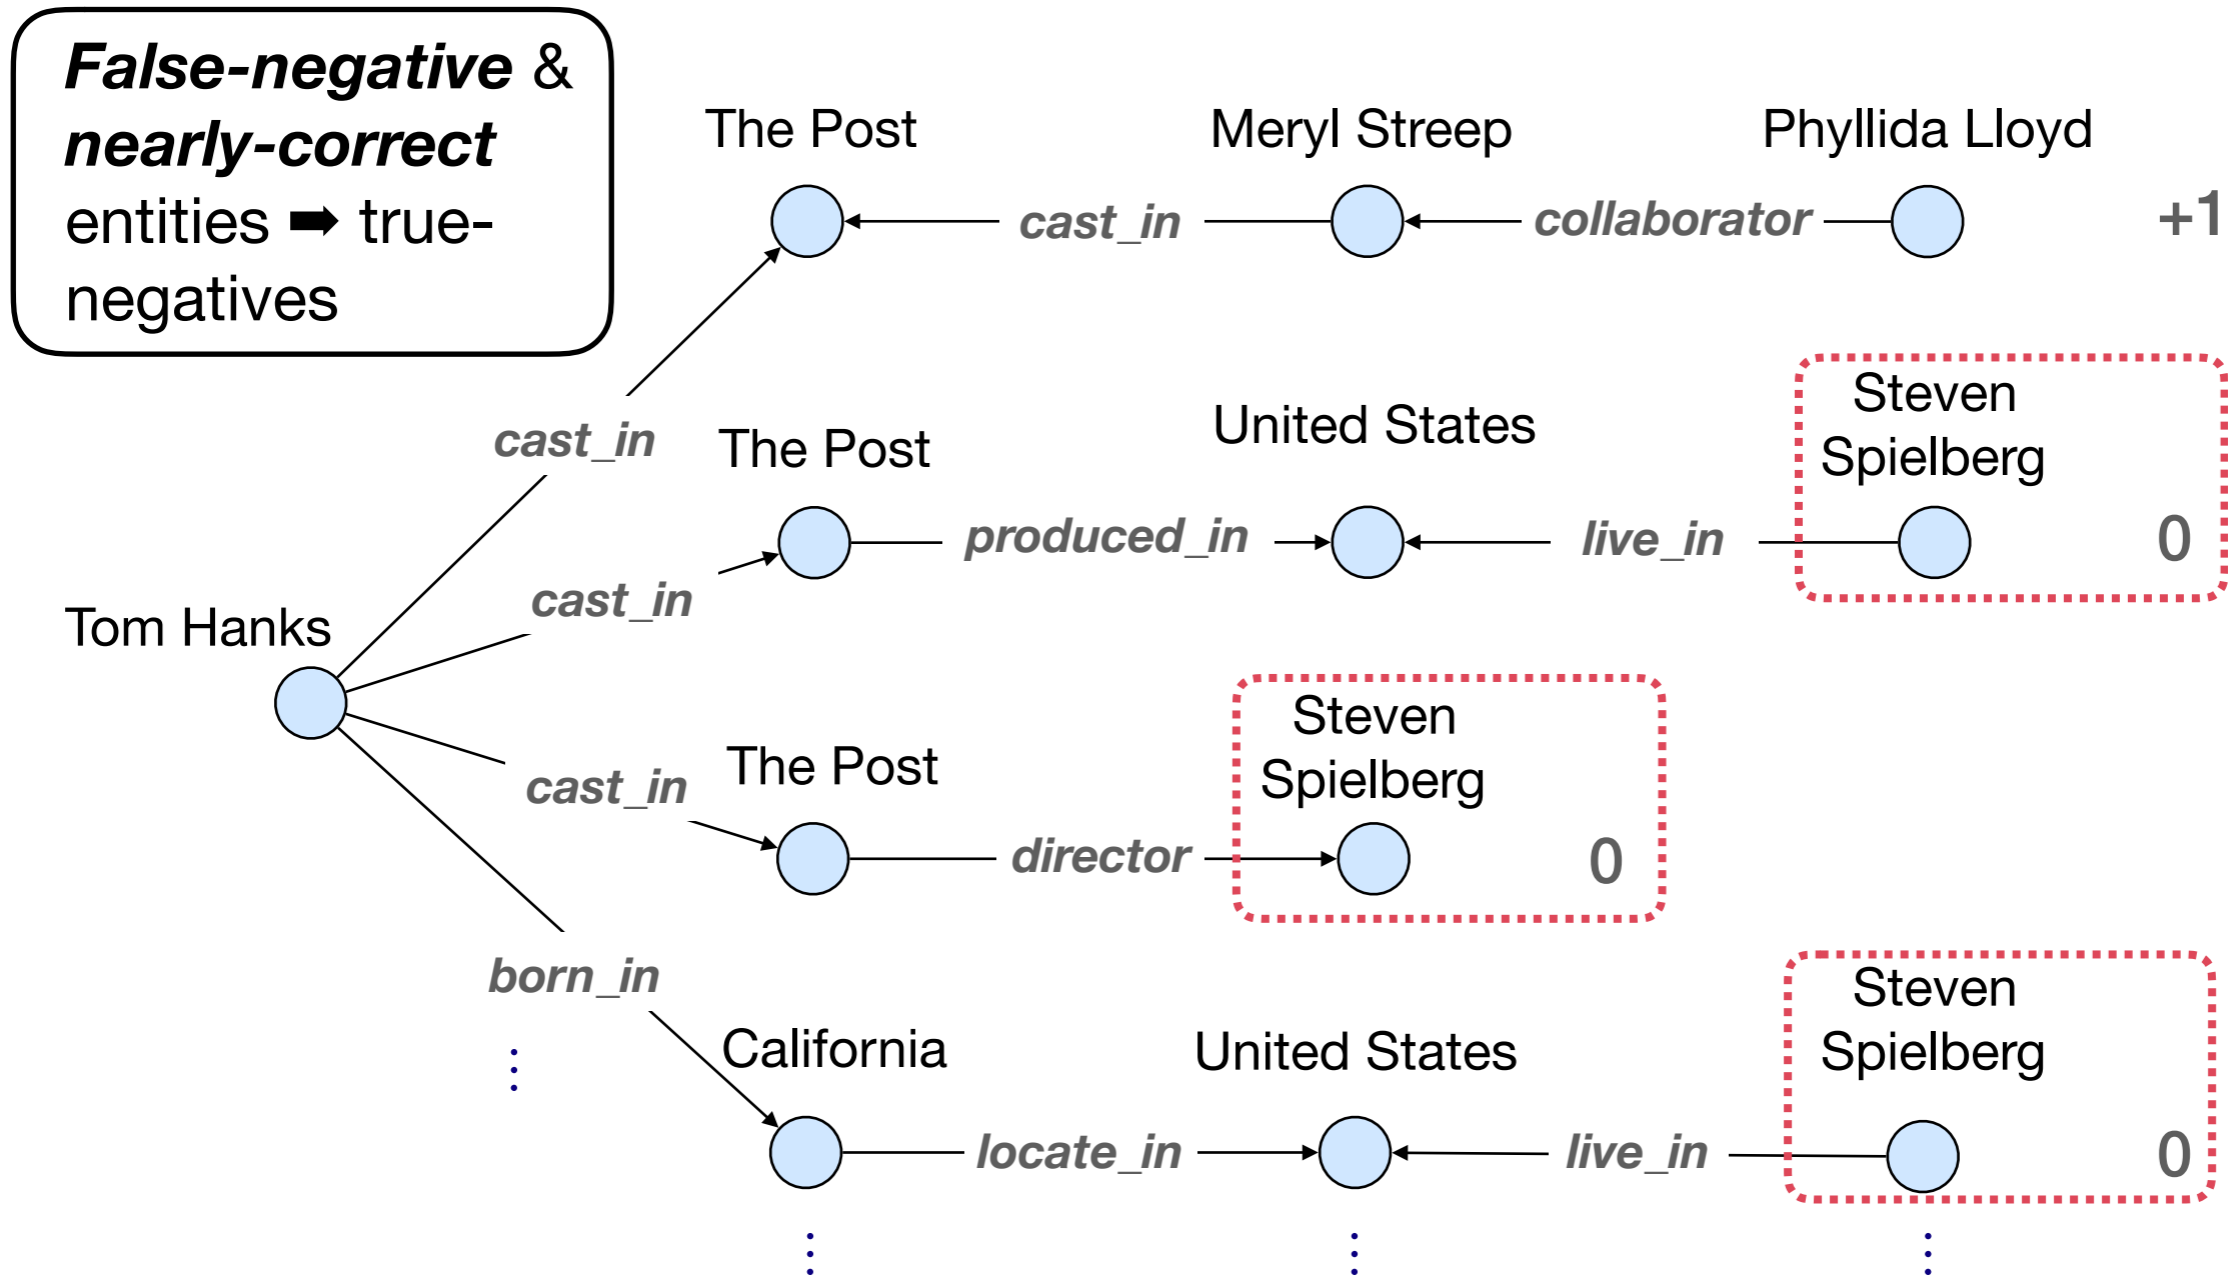 False-negative &
nearly-correct
entities ➡ true-
negatives
The Post
Meryl Streep
Phyllida Lloyd
cast_in
collaborator
+1
cast_in
The Post
United States
Steven
Spielberg
produced_in
live_in
0
cast_in
Tom Hanks
Steven
Spielberg
cast_in
The Post
director
0
born_in
California
United States
Steven
Spielberg
locate_in
live_in
0